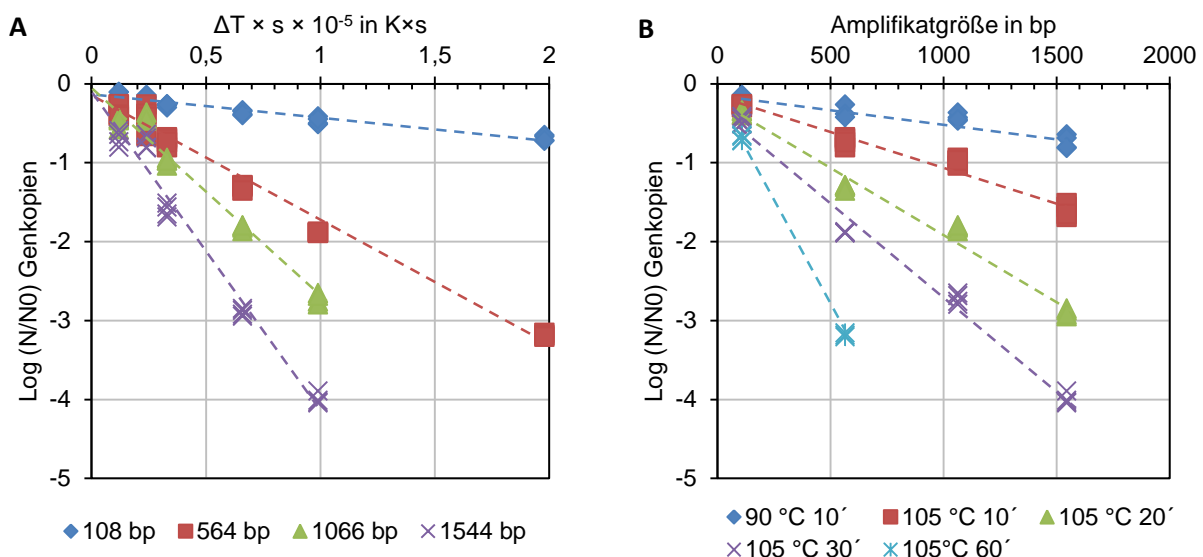 A
ΔT × s × 10⁻⁵ in K×s
0 0,5 1 1,5 2
0
-1
-2
-3
-4
-5
Log (N/N0) Genkopien
108 bp 564 bp 1066 bp 1544 bp
B
Amplifikatgröße in bp
0 500 1000 1500 2000
0
-1
-2
-3
-4
-5
Log (N/N0) Genkopien
90 °C 10´ 105 °C 10´ 105 °C 20´
105 °C 30´ 105°C 60´